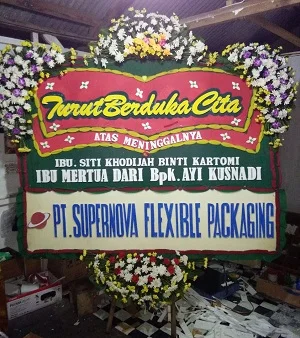 Turut Berduka Cita
ATAS MENINGGALNYA
IBU. SITI KHODIJAH BINTI KARTOMI
IBU MERTUA DARI BpK. AYI KUSNADI
PT. SUPERNOVA FLEXIBLE PACKAGING